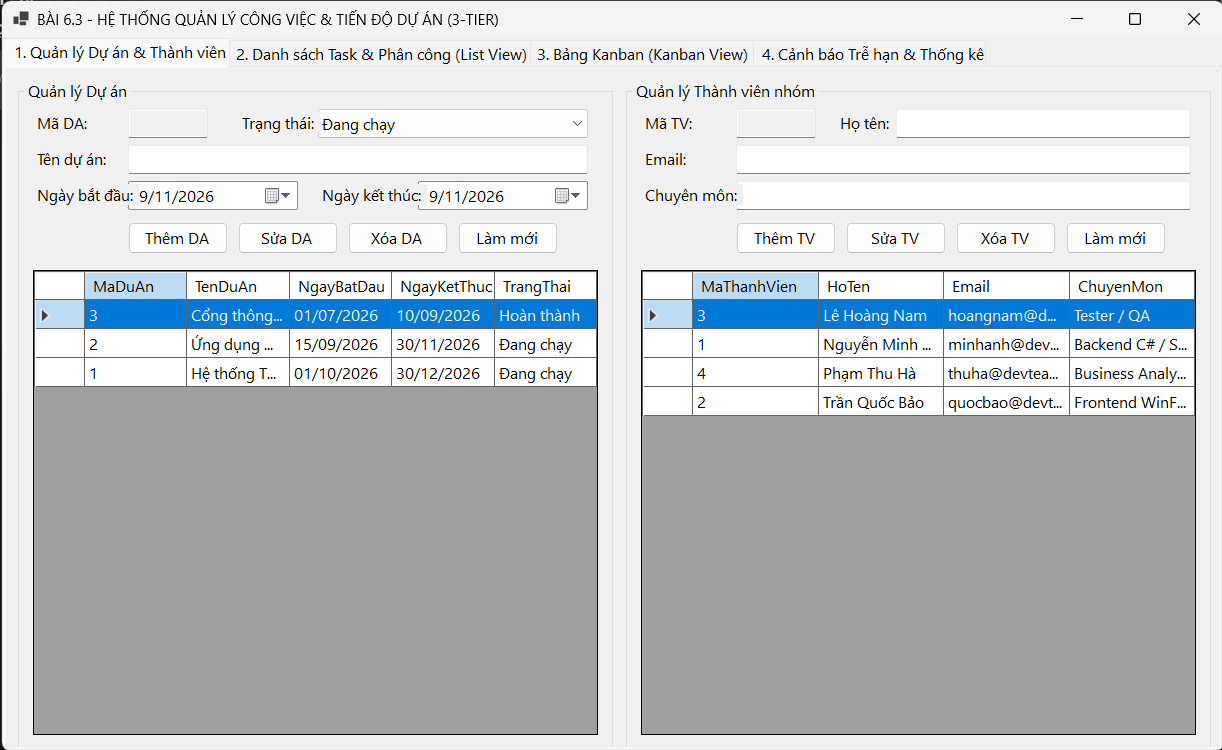 BÀI 6.3 - HỆ THỐNG QUẢN LÝ CÔNG VIỆC & TIẾN ĐỘ DỰ ÁN (3-TIER)
1. Quản lý Dự án & Thành viên 2. Danh sách Task & Phân công (List View) 3. Bảng Kanban (Kanban View) 4. Cảnh báo Trễ hạn & Thống kê
Quản lý Dự án
Mã DA: Trạng thái: Đang chạy
Tên dự án:
Ngày bắt đầu: 9/11/2026 Ngày kết thúc: 9/11/2026
Thêm DA Sửa DA Xóa DA Làm mới
MaDuAn TenDuAn NgayBatDau NgayKetThuc TrangThai
3 Cổng thông... 01/07/2026 10/09/2026 Hoàn thành
2 Ứng dụng ... 15/09/2026 30/11/2026 Đang chạy
1 Hệ thống T... 01/10/2026 30/12/2026 Đang chạy
Quản lý Thành viên nhóm
Mã TV: Họ tên:
Email:
Chuyên môn:
Thêm TV Sửa TV Xóa TV Làm mới
MaThanhVien HoTen Email ChuyenMon
3 Lê Hoàng Nam hoangnam@d... Tester / QA
1 Nguyễn Minh ... minhanh@dev... Backend C# / S...
4 Phạm Thu Hà thuha@devtea... Business Analy...
2 Trần Quốc Bảo quocbao@devt... Frontend WinF...